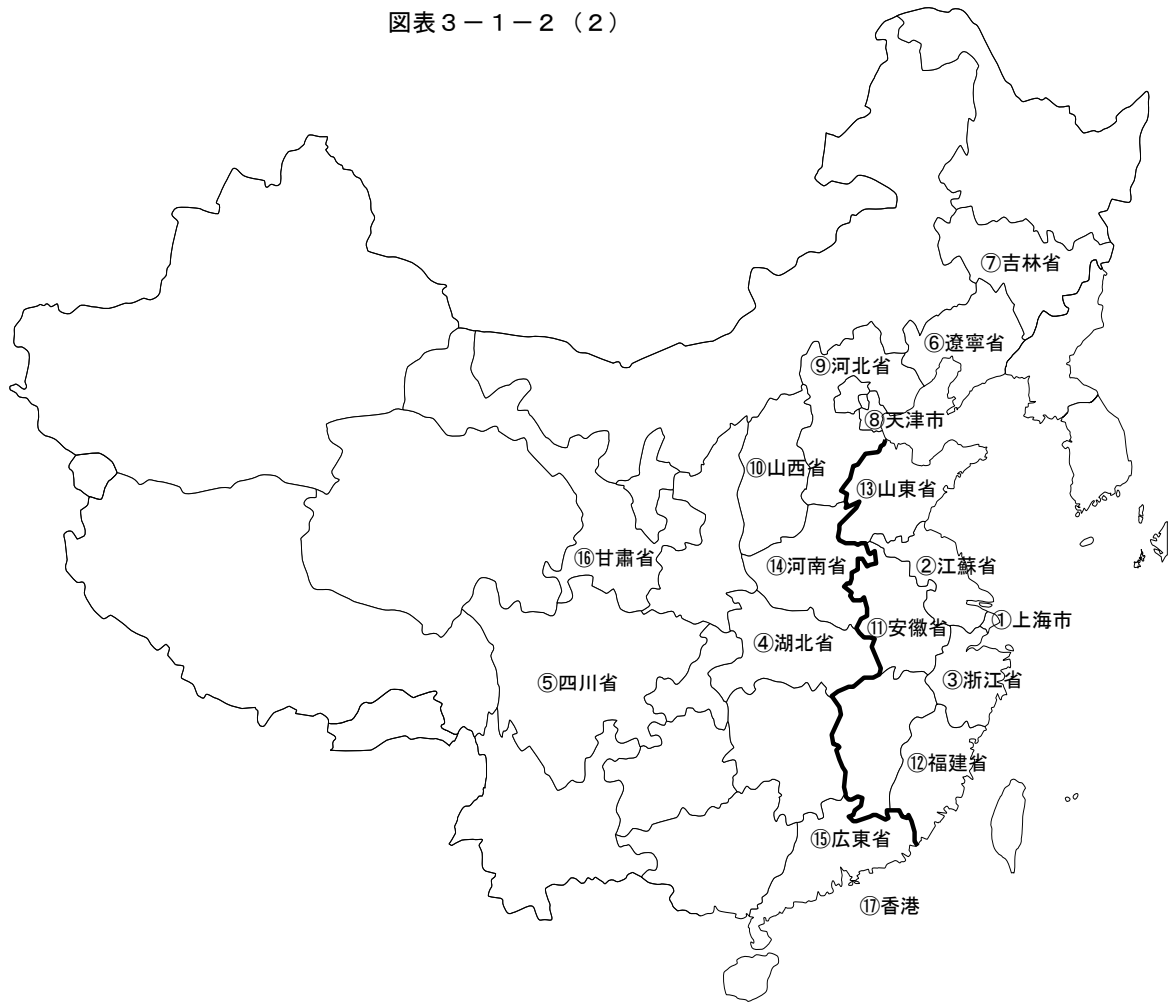 図表3-1-2（2）
⑦吉林省
⑥遼寧省
⑨河北省
⑧天津市
⑩山西省
⑬山東省
⑯甘肅省
⑭河南省
②江蘇省
①上海市
⑪安徽省
④湖北省
③浙江省
⑤四川省
⑫福建省
⑮広東省
⑰香港